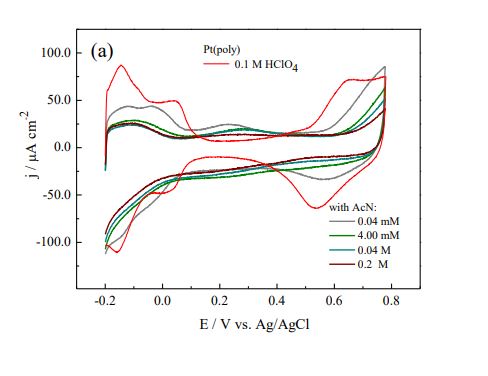 (a)
Pt(poly)
0.1 M HClO4
100.0
50.0
0.0
-50.0
-100.0
j / μA cm-2
with AcN:
0.04 mM
4.00 mM
0.04 M
0.2 M
-0.2 0.0 0.2 0.4 0.6 0.8
E / V vs. Ag/AgCl